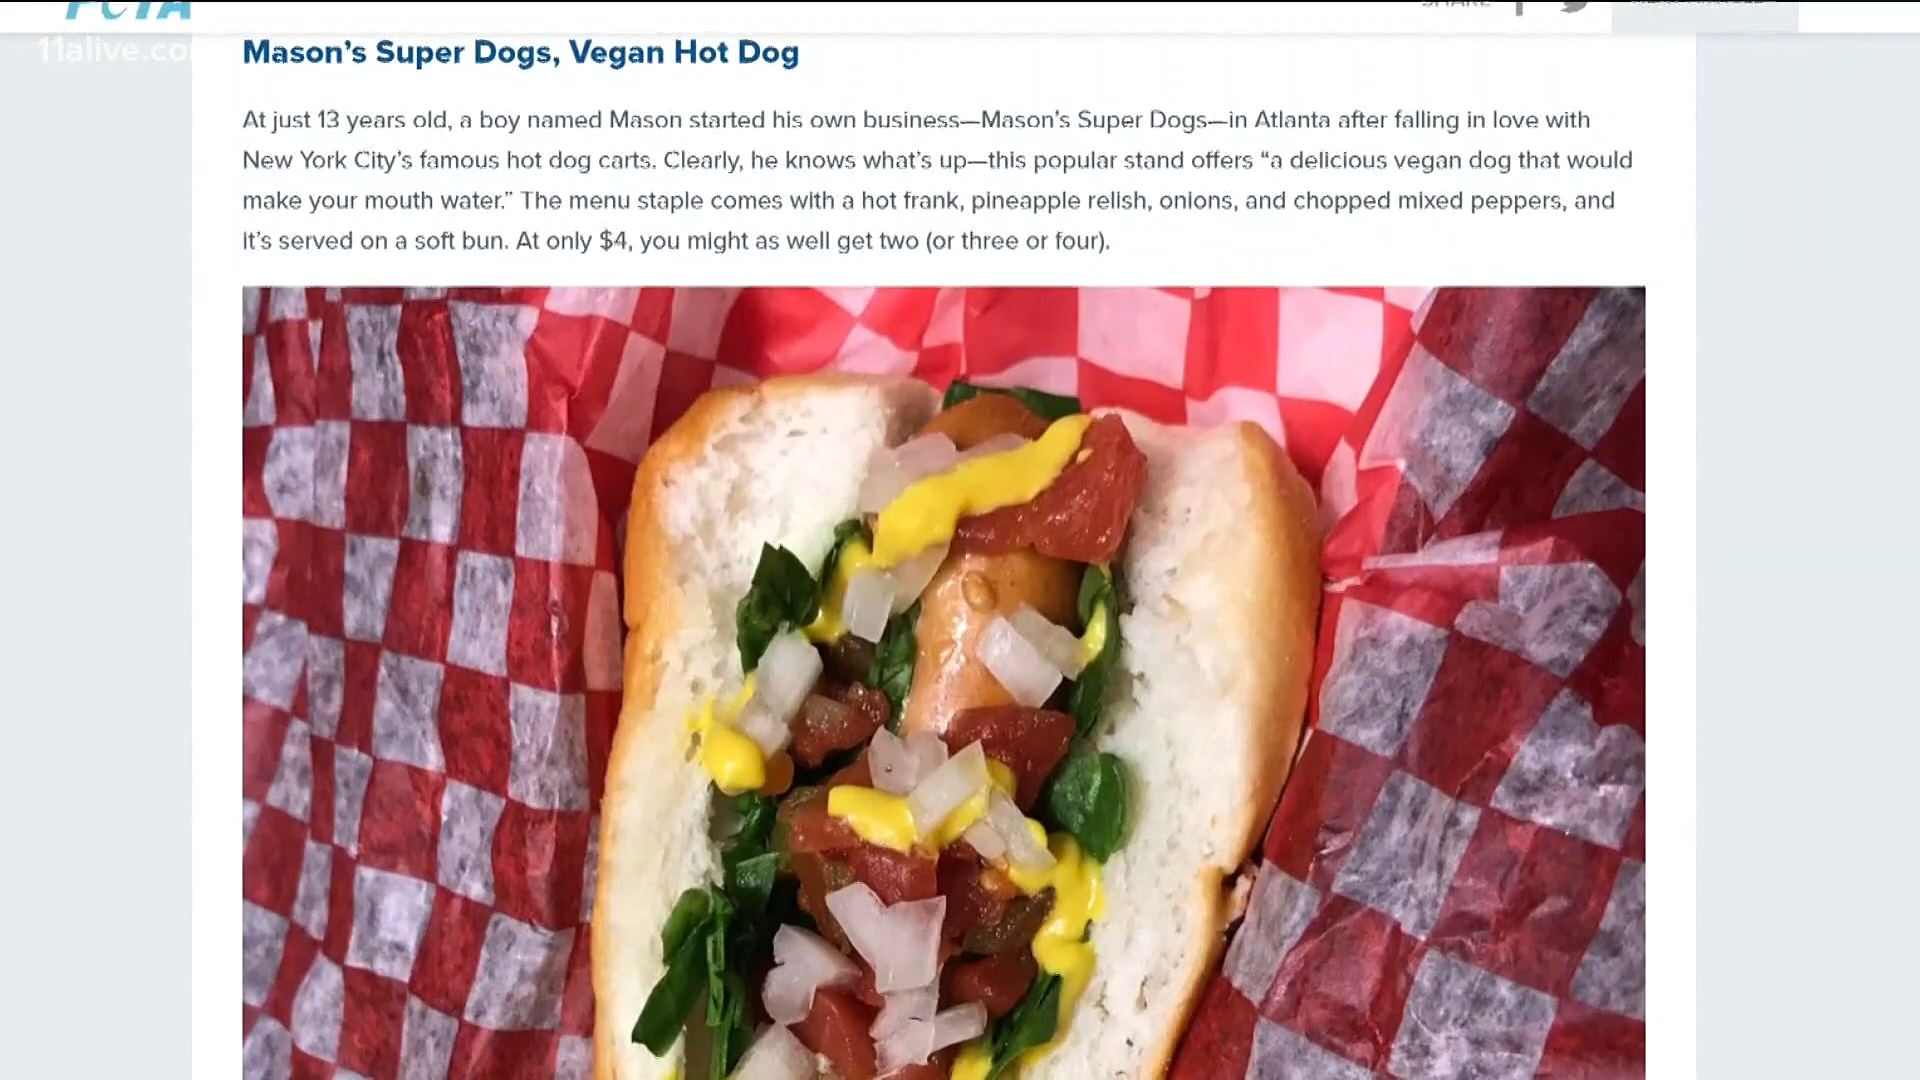 PETA
SHARE
11alive.co
Mason's Super Dogs, Vegan Hot Dog
At just 13 years old, a boy named Mason started his own business—Mason's Super Dogs—in Atlanta after falling in love with
New York City's famous hot dog carts. Clearly, he knows what's up—this popular stand offers “a delicious vegan dog that would
make your mouth water.” The menu staple comes with a hot frank, pineapple relish, onions, and chopped mixed peppers, and
it's served on a soft bun. At only $4, you might as well get two (or three or four).